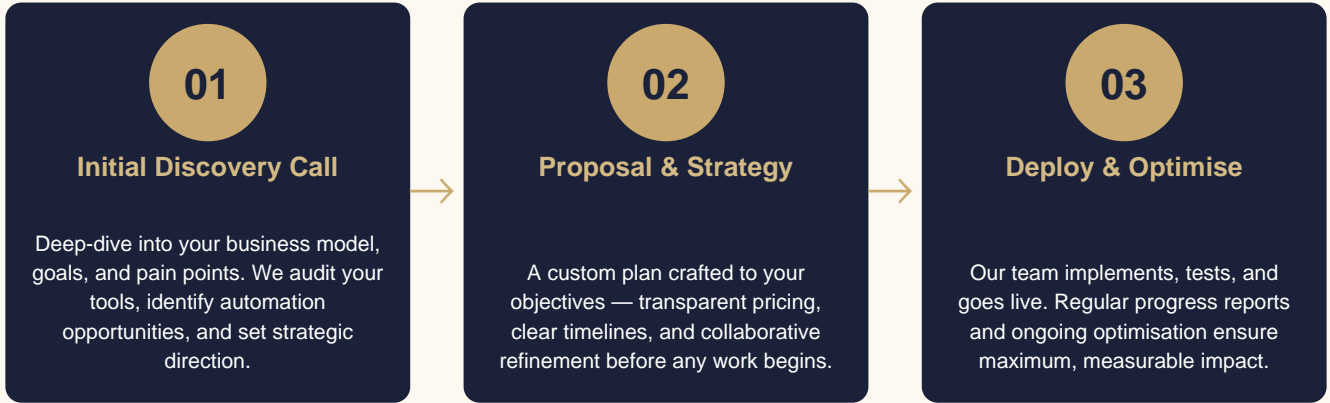 01
Initial Discovery Call
Deep-dive into your business model,
goals, and pain points. We audit your
tools, identify automation
opportunities, and set strategic
direction.
02
Proposal & Strategy
A custom plan crafted to your
objectives — transparent pricing,
clear timelines, and collaborative
refinement before any work begins.
03
Deploy & Optimise
Our team implements, tests, and
goes live. Regular progress reports
and ongoing optimisation ensure
maximum, measurable impact.